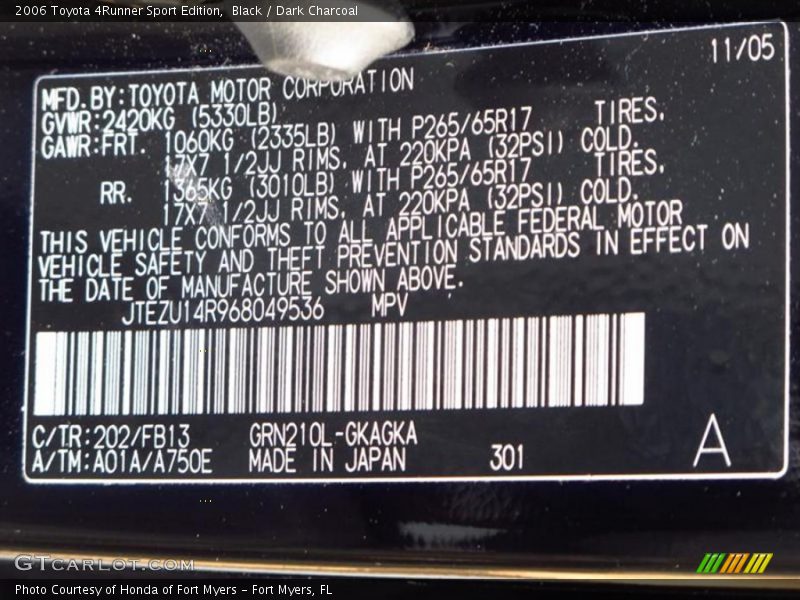 2006 Toyota 4Runner Sport Edition,  Black / Dark Charcoal
11/05
MFD.BY:TOYOTA MOTOR CORPORATION
GVWR:2420KG (5330LB)
GAWR:FRT. 1060KG (2335LB) WITH P265/65R17 TIRES,
17X7 1/2JJ RIMS, AT 220KPA (32PSI) COLD.
RR. 1365KG (3010LB) WITH P265/65R17 TIRES,
17X7 1/2JJ RIMS, AT 220KPA (32PSI) COLD.
THIS VEHICLE CONFORMS TO ALL APPLICABLE FEDERAL MOTOR
VEHICLE SAFETY AND THEFT PREVENTION STANDARDS IN EFFECT ON
THE DATE OF MANUFACTURE SHOWN ABOVE.
JTEZU14R968049536 MPV
C/TR:202/FB13 GRN210L-GKAGKA
A/TM:A01A/A750E MADE IN JAPAN 301 A
GTCARLOT.COM
Photo Courtesy of Honda of Fort Myers - Fort Myers, FL